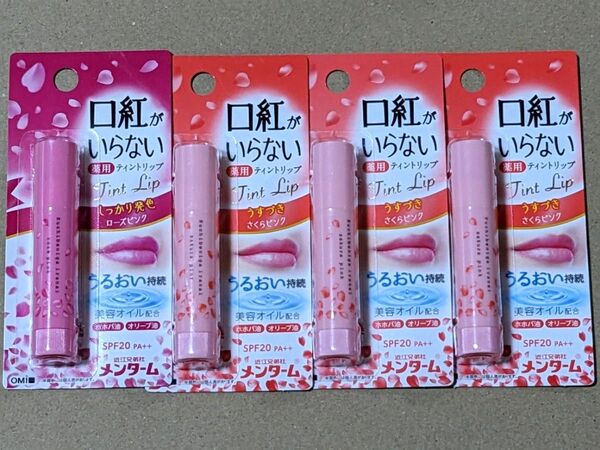 口紅が
いらない
薬用 ティントリップ
Tint Lip
しっかり発色
ローズピンク
うるおい持続
美容オイル配合
ホホバ油 オリーブ油
SPF20 PA++
近江兄弟社
メンターム
OMI
口紅が
いらない
薬用 ティントリップ
Tint Lip
うすづき
さくらピンク
うるおい持続
美容オイル配合
ホホバ油 オリーブ油
SPF20 PA++
近江兄弟社
メンターム
口紅が
いらない
薬用 ティントリップ
Tint Lip
うすづき
さくらピンク
うるおい持続
美容オイル配合
ホホバ油 オリーブ油
SPF20 PA++
近江兄弟社
メンターム
口紅が
いらない
薬用 ティントリップ
Tint Lip
うすづき
さくらピンク
うるおい持続
美容オイル配合
ホホバ油 オリーブ油
SPF20 PA++
近江兄弟社
メンターム